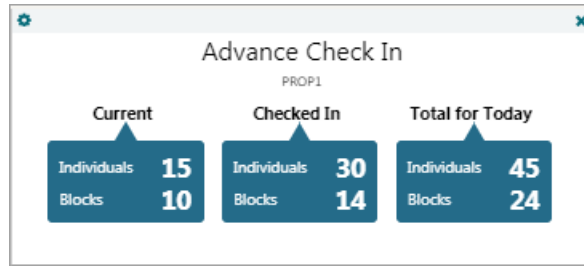 Advance Check In
PROP1
Current Checked In Total for Today
Individuals 15 Individuals 30 Individuals 45
Blocks 10 Blocks 14 Blocks 24